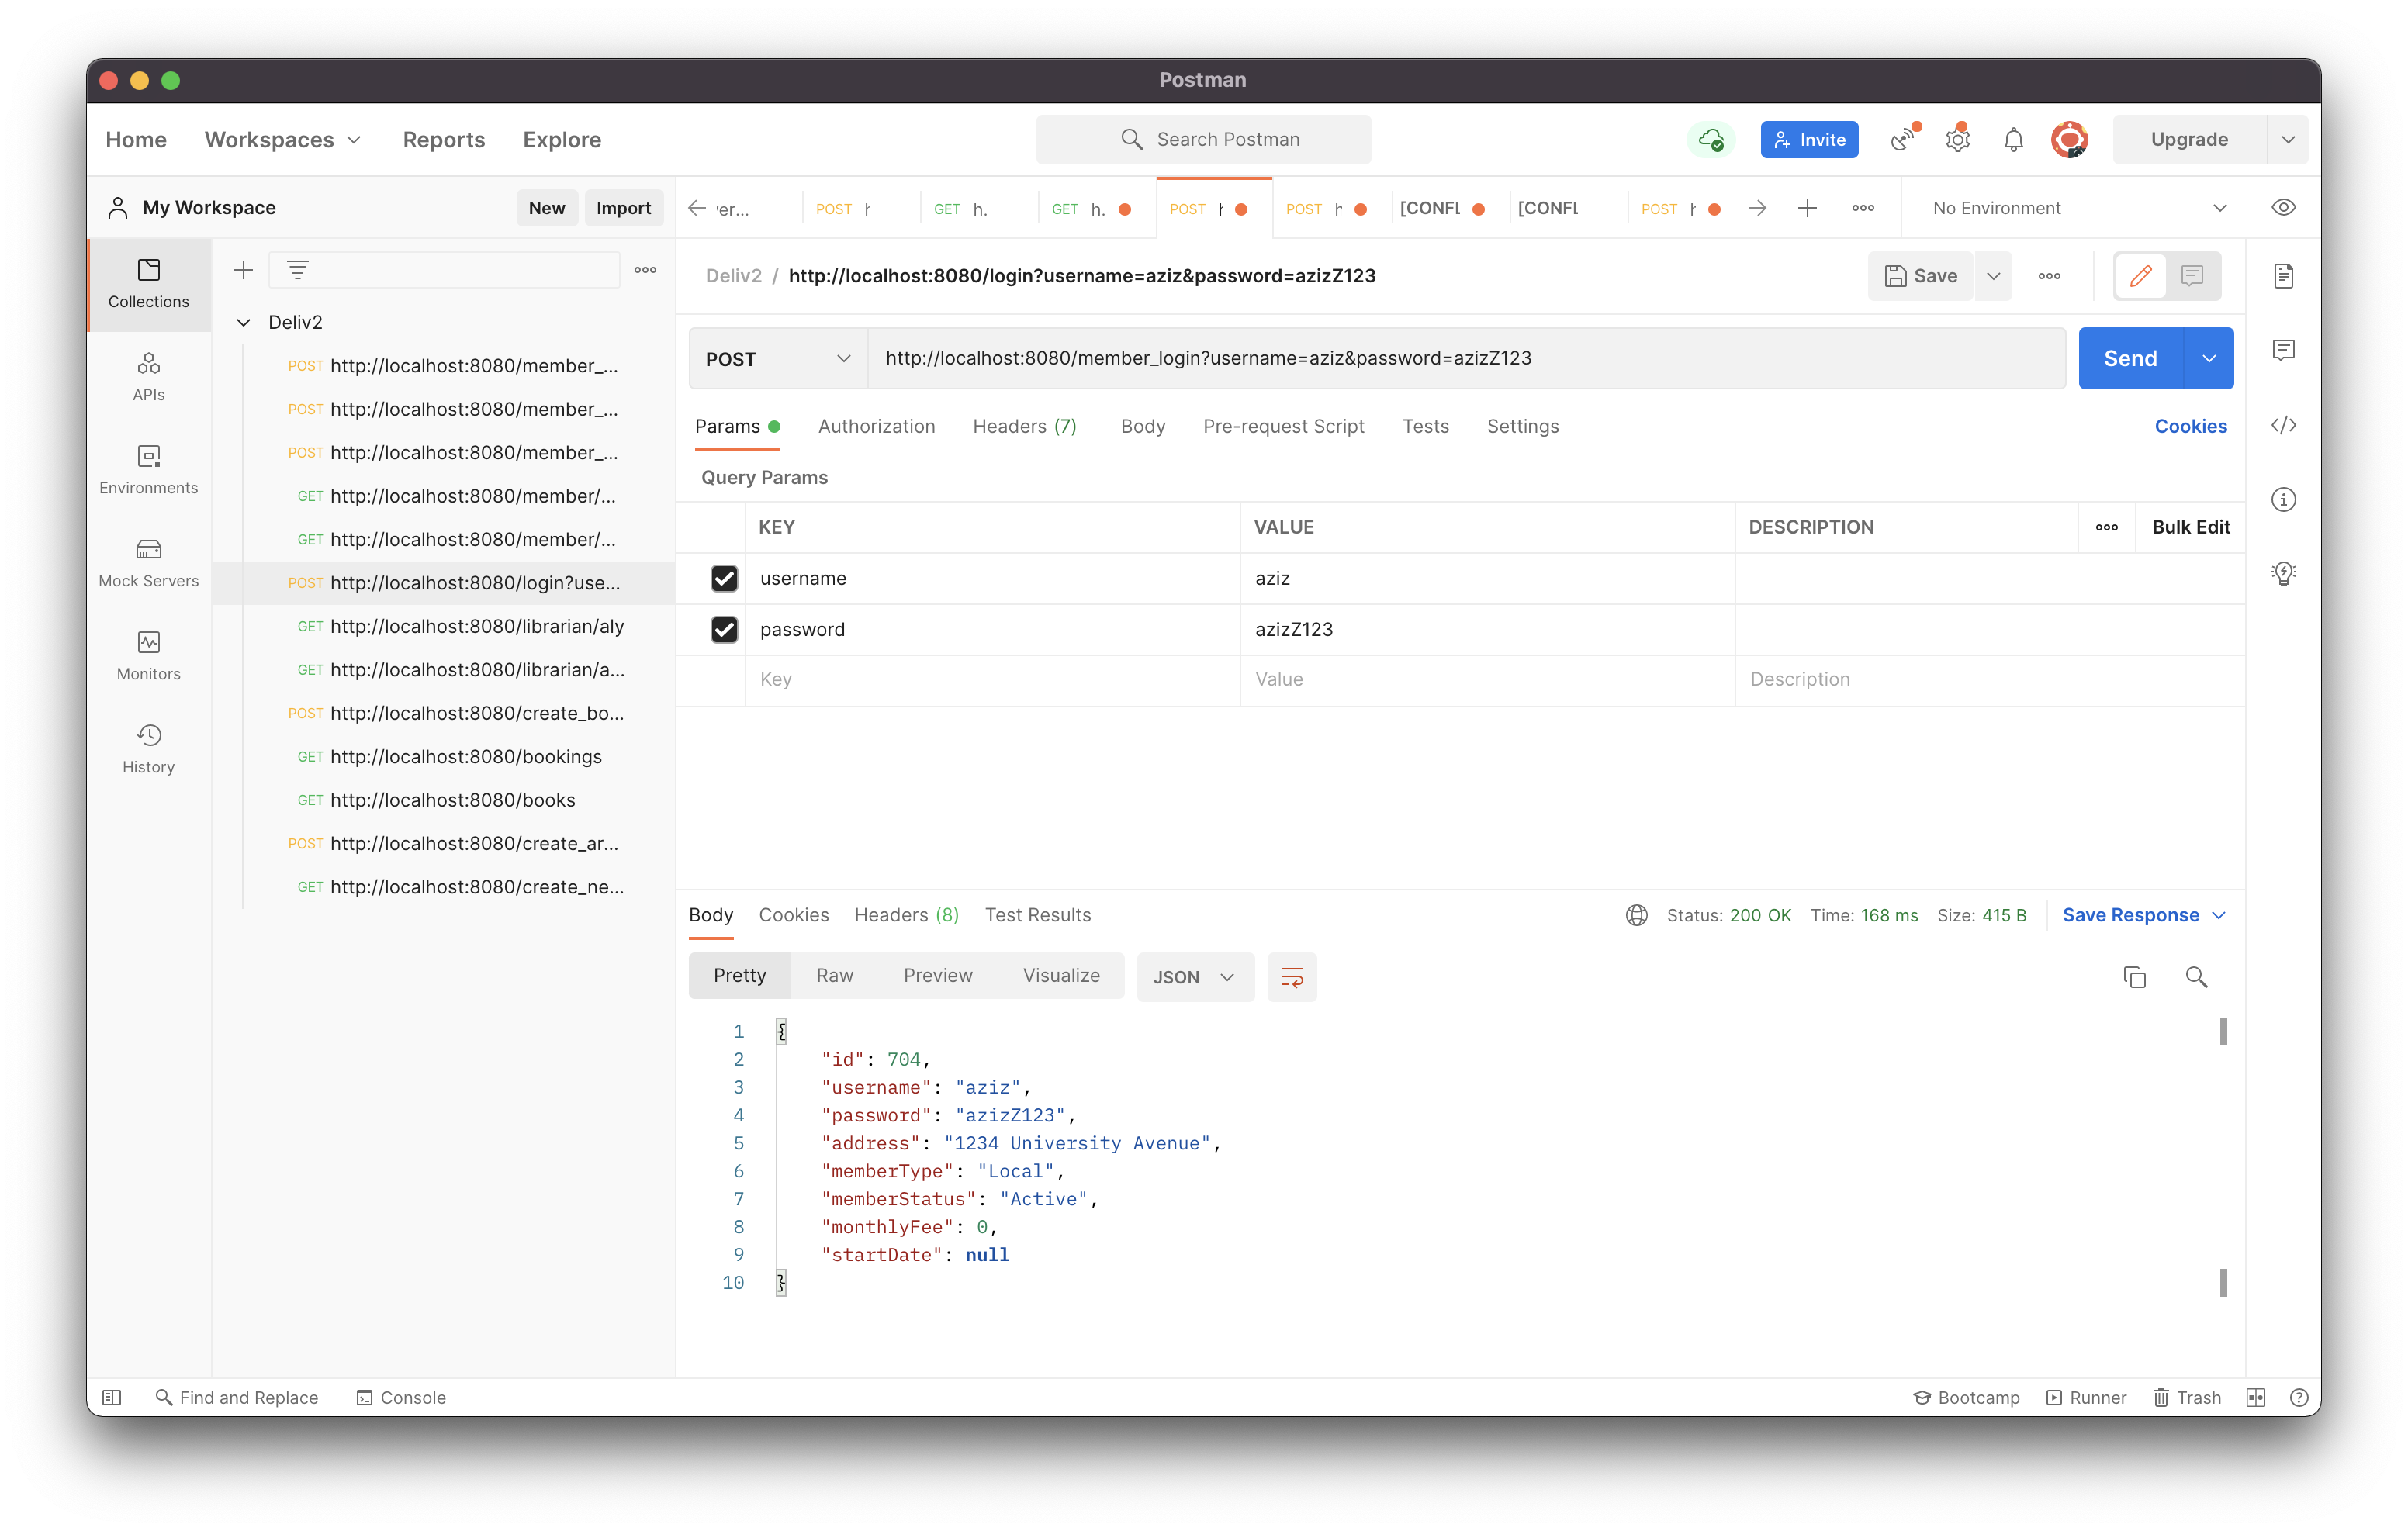 Postman
Home Workspaces Reports Explore Search Postman Invite Upgrade
My Workspace New Import
POST GET h. GET h. POST POST [CONFL [CONFL POST No Environment
Collections
APIs
Environments
Mock Servers
Monitors
History
Deliv2
POST http://localhost:8080/member_...
POST http://localhost:8080/member_...
POST http://localhost:8080/member_...
GET http://localhost:8080/member/...
GET http://localhost:8080/member/...
POST http://localhost:8080/login?use...
GET http://localhost:8080/librarian/aly
GET http://localhost:8080/librarian/a...
POST http://localhost:8080/create_bo...
GET http://localhost:8080/bookings
GET http://localhost:8080/books
POST http://localhost:8080/create_ar...
GET http://localhost:8080/create_ne...
Deliv2 / http://localhost:8080/login?username=aziz&password=azizZ123 Save
POST http://localhost:8080/member_login?username=aziz&password=azizZ123 Send
Params Authorization Headers (7) Body Pre-request Script Tests Settings Cookies
Query Params
KEY VALUE DESCRIPTION Bulk Edit
username aziz
password azizZ123
Key Value Description
Body Cookies Headers (8) Test Results Status: 200 OK Time: 168 ms Size: 415 B Save Response
Pretty Raw Preview Visualize JSON
1 {
2 "id": 704,
3 "username": "aziz",
4 "password": "azizZ123",
5 "address": "1234 University Avenue",
6 "memberType": "Local",
7 "memberStatus": "Active",
8 "monthlyFee": 0,
9 "startDate": null
10 }
Find and Replace Console Bootcamp Runner Trash